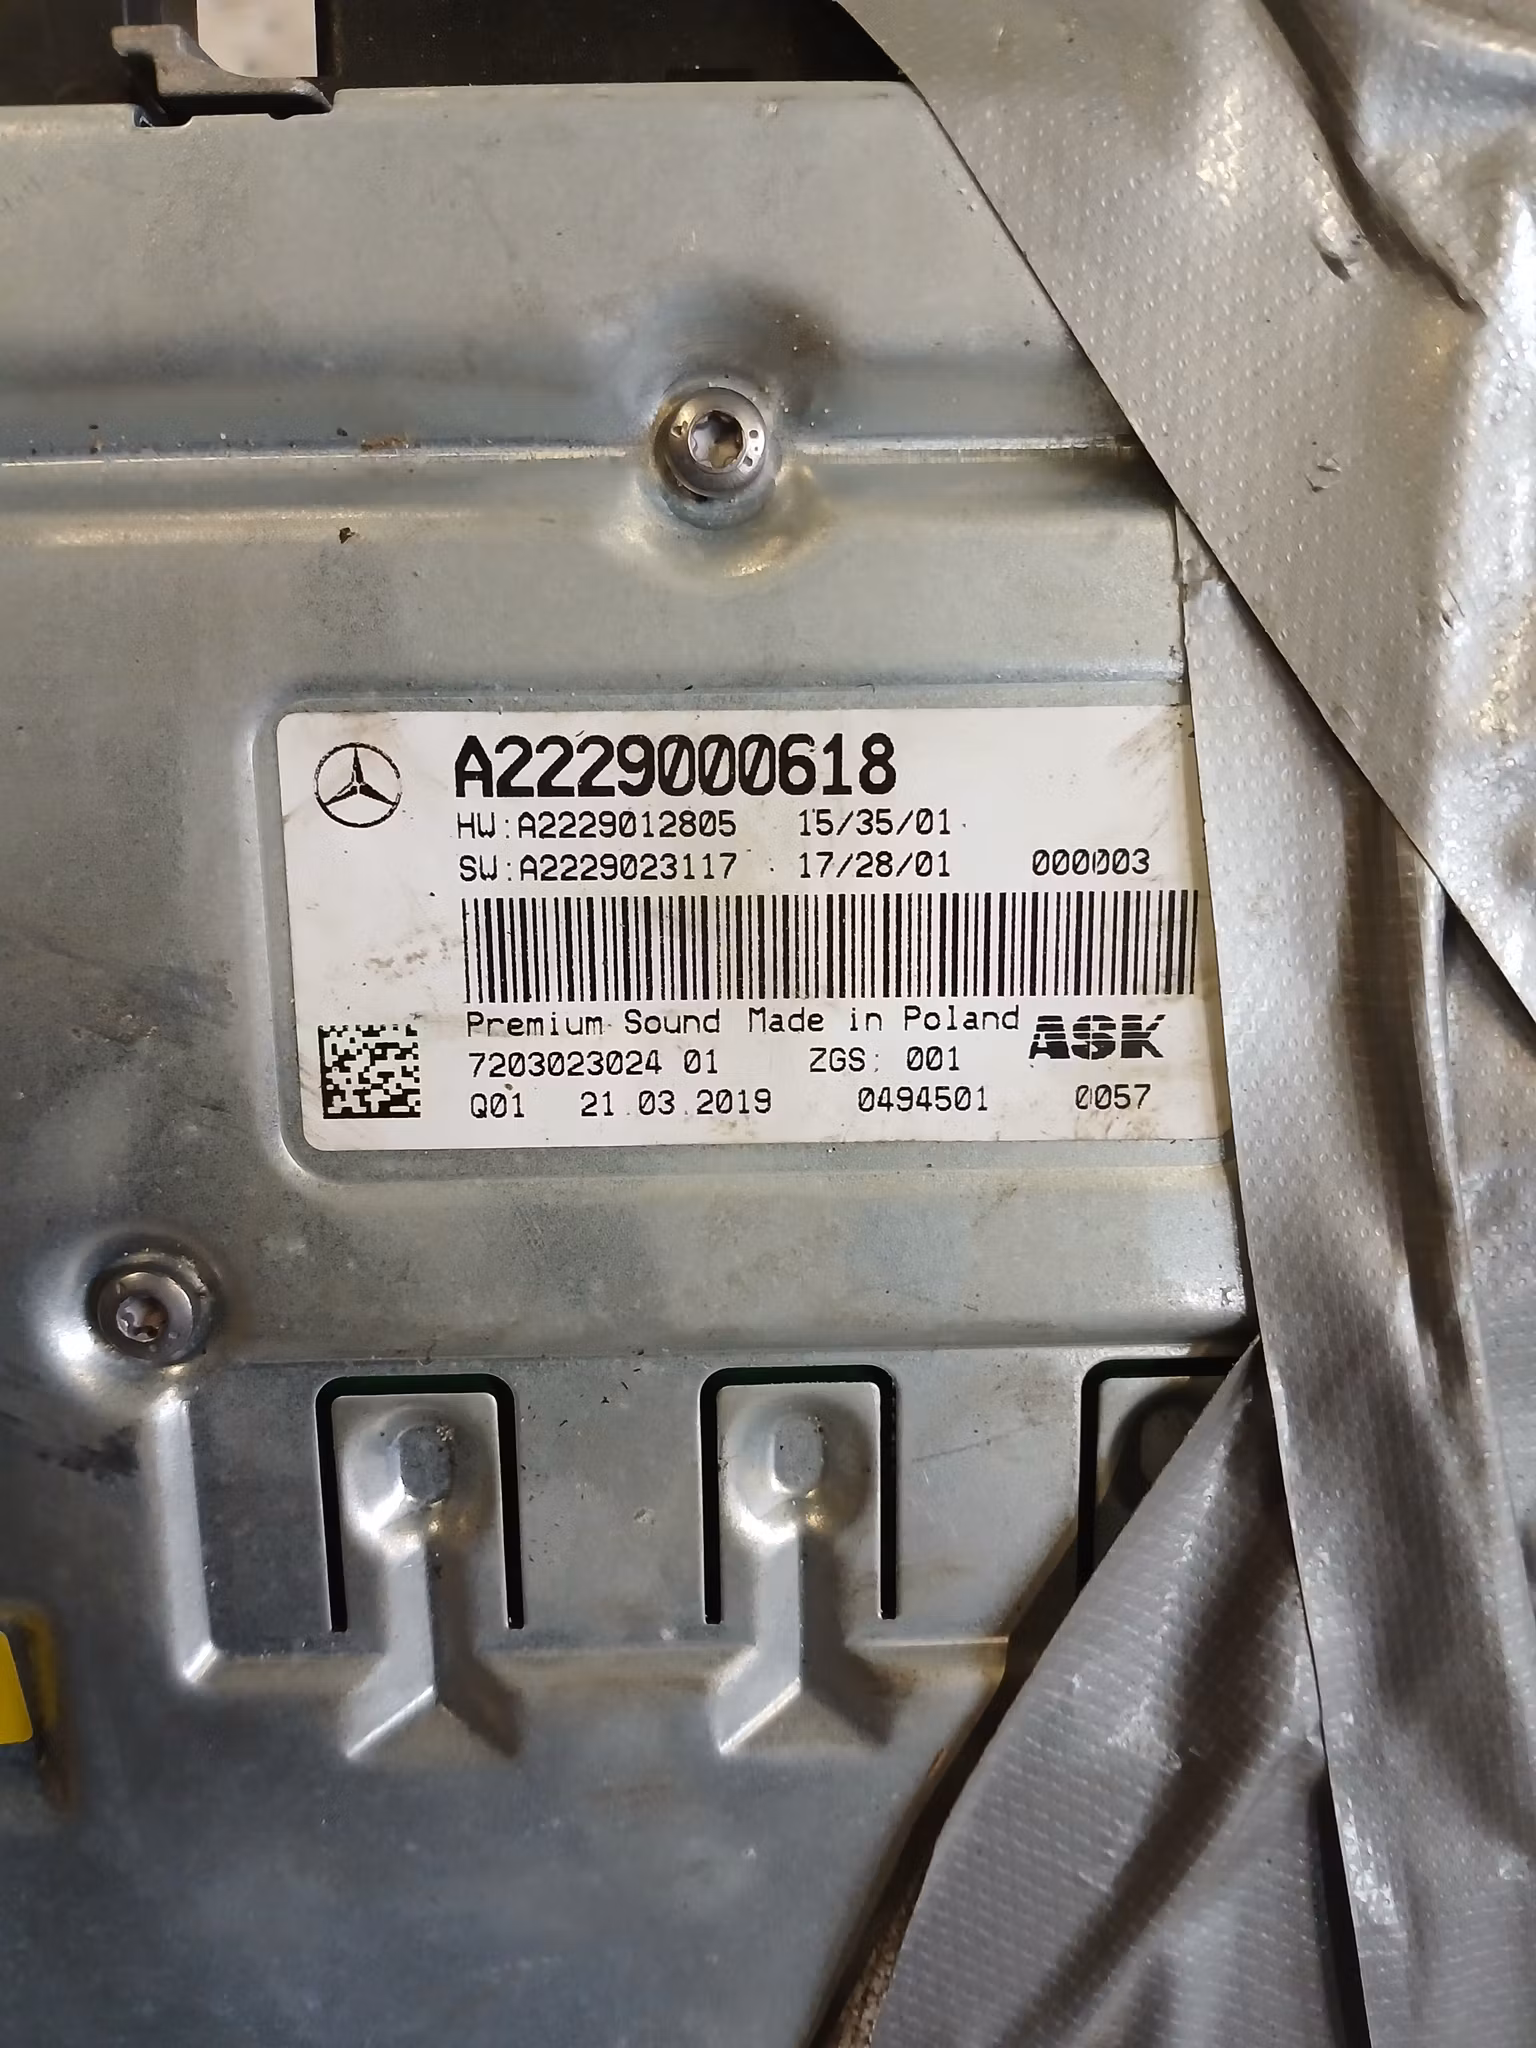 A2229000618
HW:A2229012805 15/35/01
SW:A2229023117 17/28/01 000003
Premium Sound Made in Poland ASK
7203023024 01 ZGS: 001
Q01 21.03.2019 0494501 0057